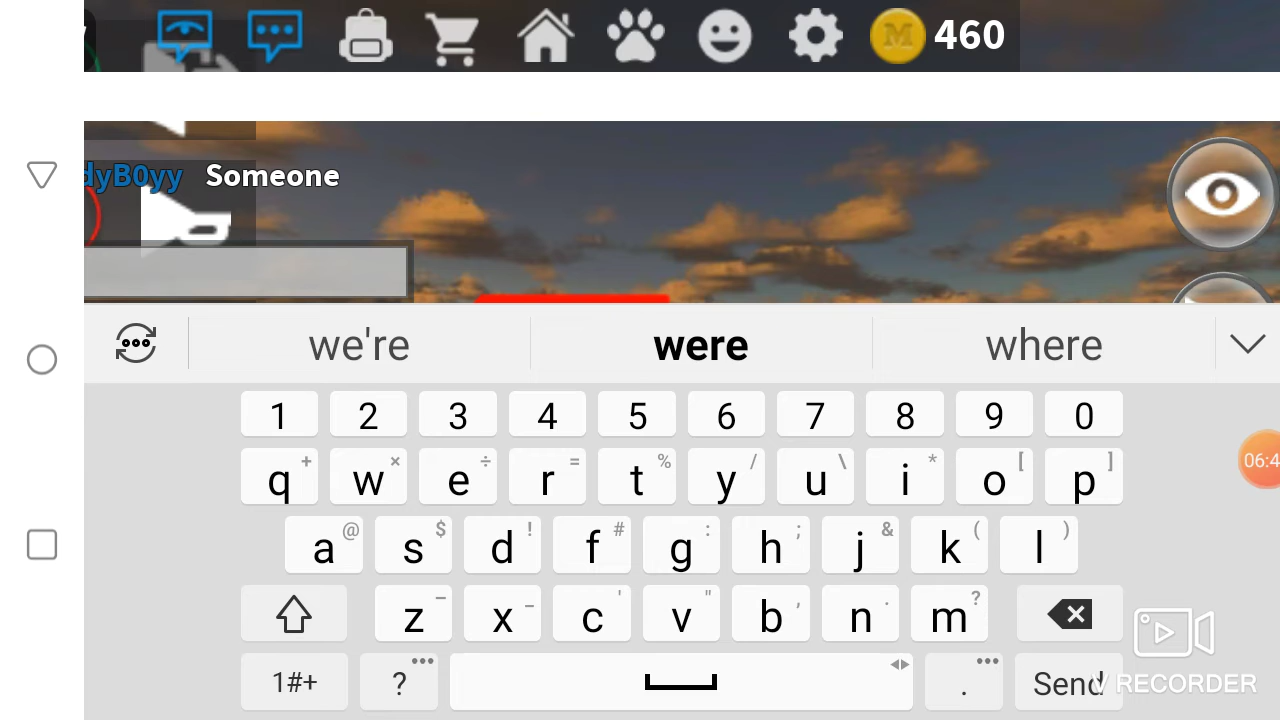 M 460
dyB0yy Someone
we're were where
1 2 3 4 5 6 7 8 9 0
q + w × e ÷ r = t % y / u \ i * o [ p ]
06:4
a @ s $ d ! f # g : h ; j & k ( l )
z _ x - c ' v " b , n . m ?
1#+ ? . Send
V RECORDER